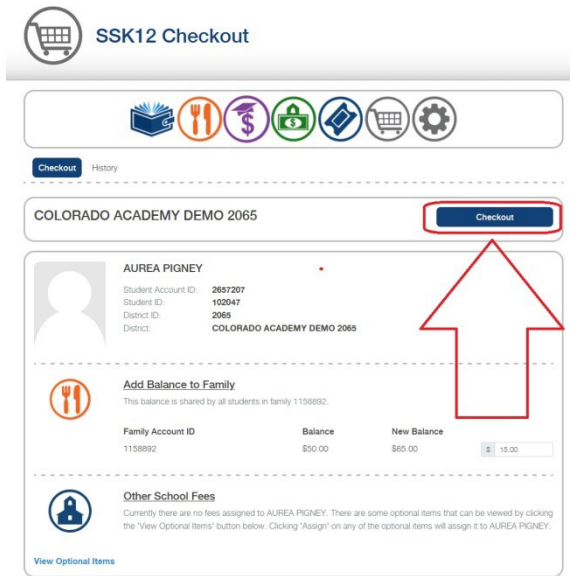 SSK12 Checkout
Checkout History
COLORADO ACADEMY DEMO 2065 Checkout
AUREA PIGNEY
Student Account ID: 2657207
Student ID: 102047
District ID: 2065
District: COLORADO ACADEMY DEMO 2065
Add Balance to Family
This balance is shared by all students in family 1158892.
Family Account ID Balance New Balance
1158892 $50.00 $65.00 $ 15.00
Other School Fees
Currently there are no fees assigned to AUREA PIGNEY. There are some optional items that can be viewed by clicking
the 'View Optional Items' button below. Clicking 'Assign' on any of the optional items will assign it to AUREA PIGNEY.
View Optional Items